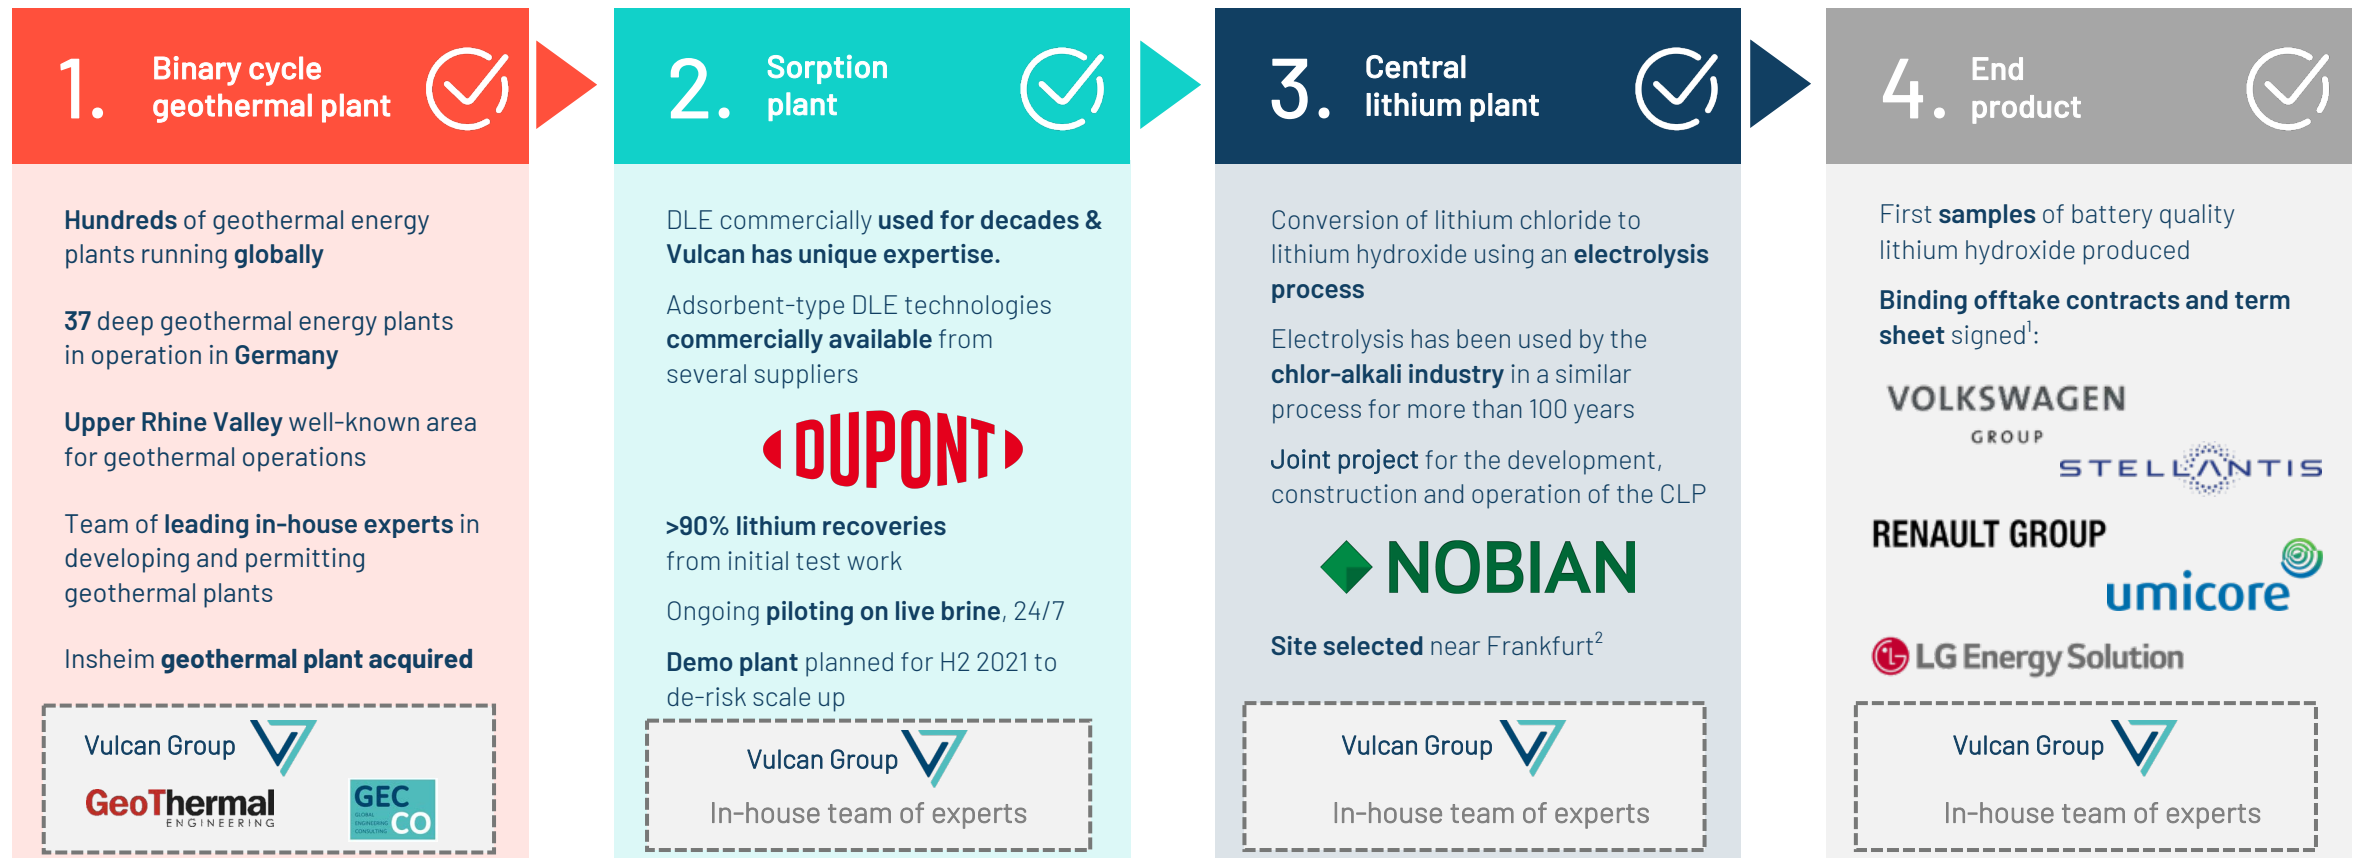 1.
Binary cycle
geothermal plant
Hundreds of geothermal energy
plants running globally
37 deep geothermal energy plants
in operation in Germany
Upper Rhine Valley well-known area
for geothermal operations
Team of leading in-house experts in
developing and permitting
geothermal plants
Insheim geothermal plant acquired
Vulcan Group
GeoThermal
ENGINEERING
GEC
CO
GLOBAL
ENGINEERING
CONSULTING
2.
Sorption
plant
DLE commercially used for decades &
Vulcan has unique expertise.
Adsorbent-type DLE technologies
commercially available from
several suppliers
DUPONT
>90% lithium recoveries
from initial test work
Ongoing piloting on live brine, 24/7
Demo plant planned for H2 2021 to
de-risk scale up
Vulcan Group
In-house team of experts
3.
Central
lithium plant
Conversion of lithium chloride to
lithium hydroxide using an electrolysis
process
Electrolysis has been used by the
chlor-alkali industry in a similar
process for more than 100 years
Joint project for the development,
construction and operation of the CLP
NOBIAN
Site selected near Frankfurt²
Vulcan Group
In-house team of experts
4.
End
product
First samples of battery quality
lithium hydroxide produced
Binding offtake contracts and term
sheet signed¹:
VOLKSWAGEN
GROUP
STELLANTIS
RENAULT GROUP
umicore
LG Energy Solution
Vulcan Group
In-house team of experts